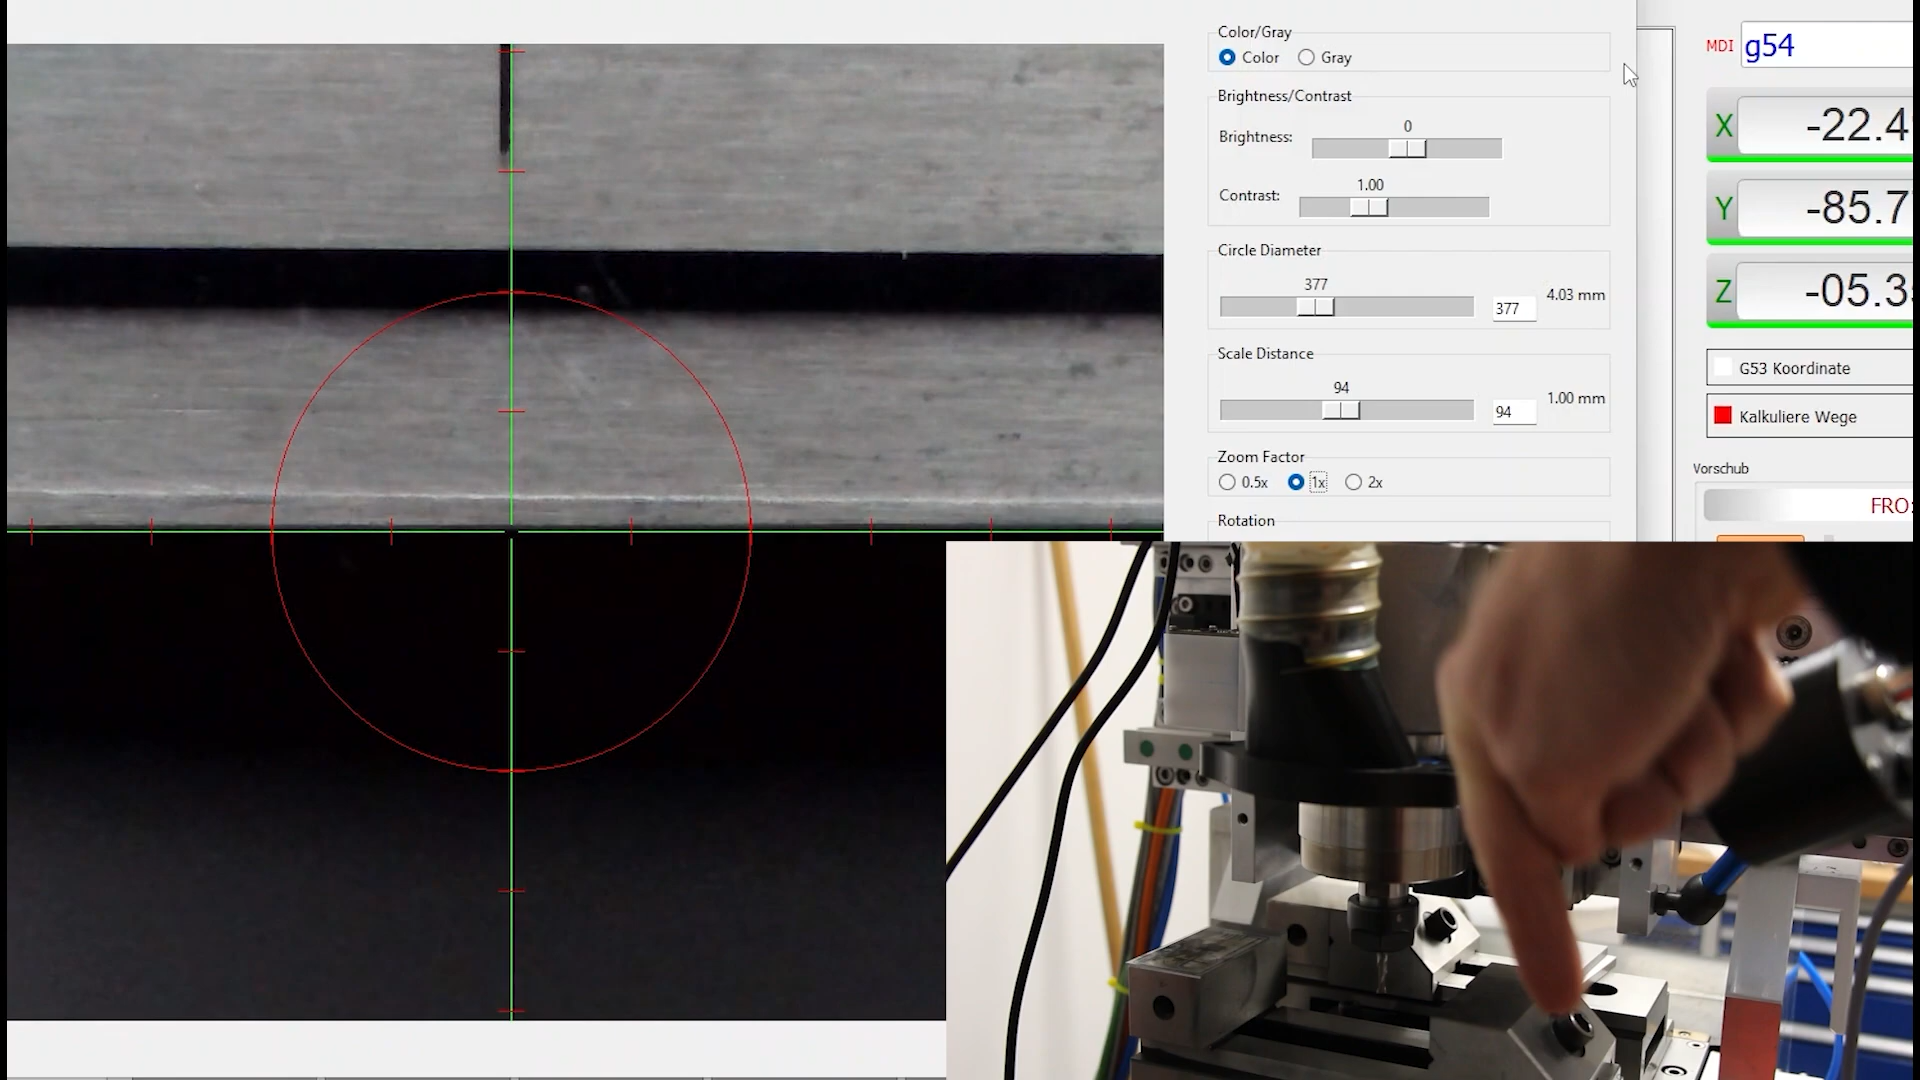 Color/Gray
Color
Gray
Brightness/Contrast
0
Brightness:
1.00
Contrast:
Circle Diameter
377
377
4.03 mm
Scale Distance
94
94
1.00 mm
Zoom Factor
0.5x
1x
2x
Rotation
MDI
g54
X
-22.4
Y
-85.7
Z
-05.3
G53 Koordinate
Kalkuliere Wege
Vorschub
FRO: